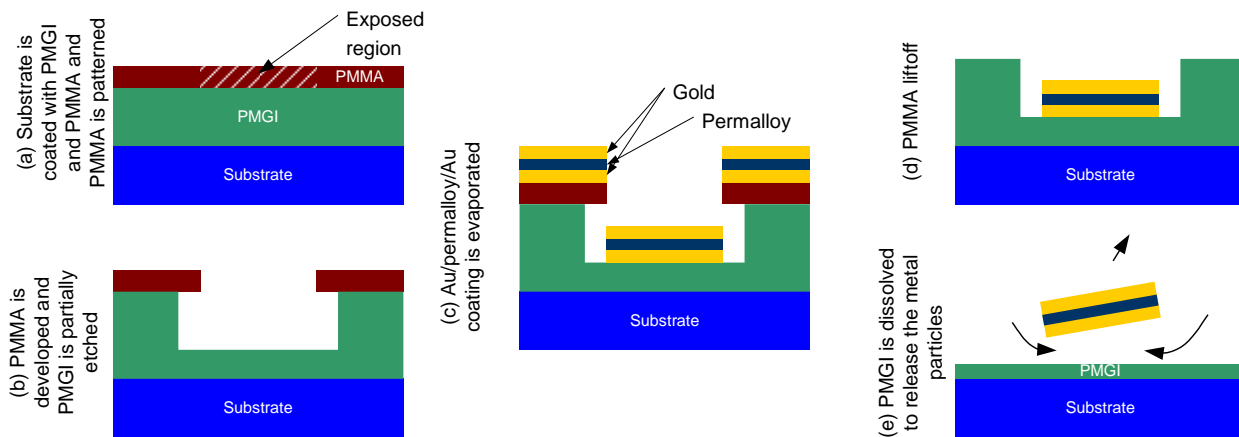 (a) Substrate is
coated with PMGI
and PMMA and
PMMA is patterned
Exposed
region
PMMA
PMGI
Substrate
(b) PMMA is
developed and
PMGI is partially
etched
Substrate
(c) Au/permalloy/Au
coating is evaporated
Gold
Permalloy
Substrate
(d) PMMA liftoff
Substrate
(e) PMGI is dissolved
to release the metal
particles
PMGI
Substrate